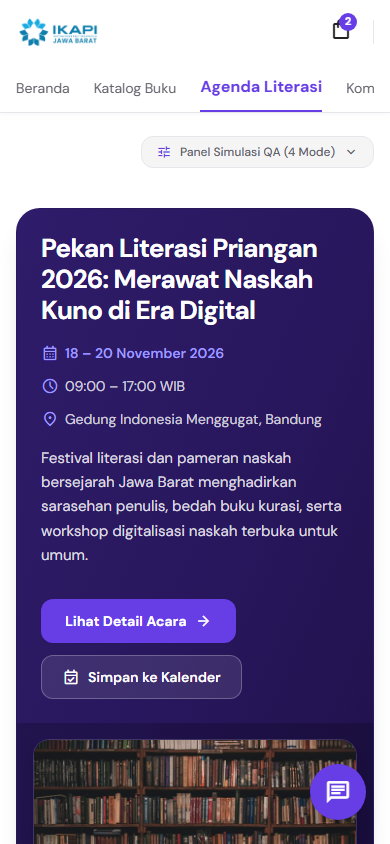 IKAPI
JAWA BARAT
2
Beranda
Katalog Buku
Agenda Literasi
Kom
Panel Simulasi QA (4 Mode)
Pekan Literasi Priangan
2026: Merawat Naskah
Kuno di Era Digital
18 – 20 November 2026
09:00 – 17:00 WIB
Gedung Indonesia Menggugat, Bandung
Festival literasi dan pameran naskah
bersejarah Jawa Barat menghadirkan
sarasehan penulis, bedah buku kurasi, serta
workshop digitalisasi naskah terbuka untuk
umum.
Lihat Detail Acara
Simpan ke Kalender